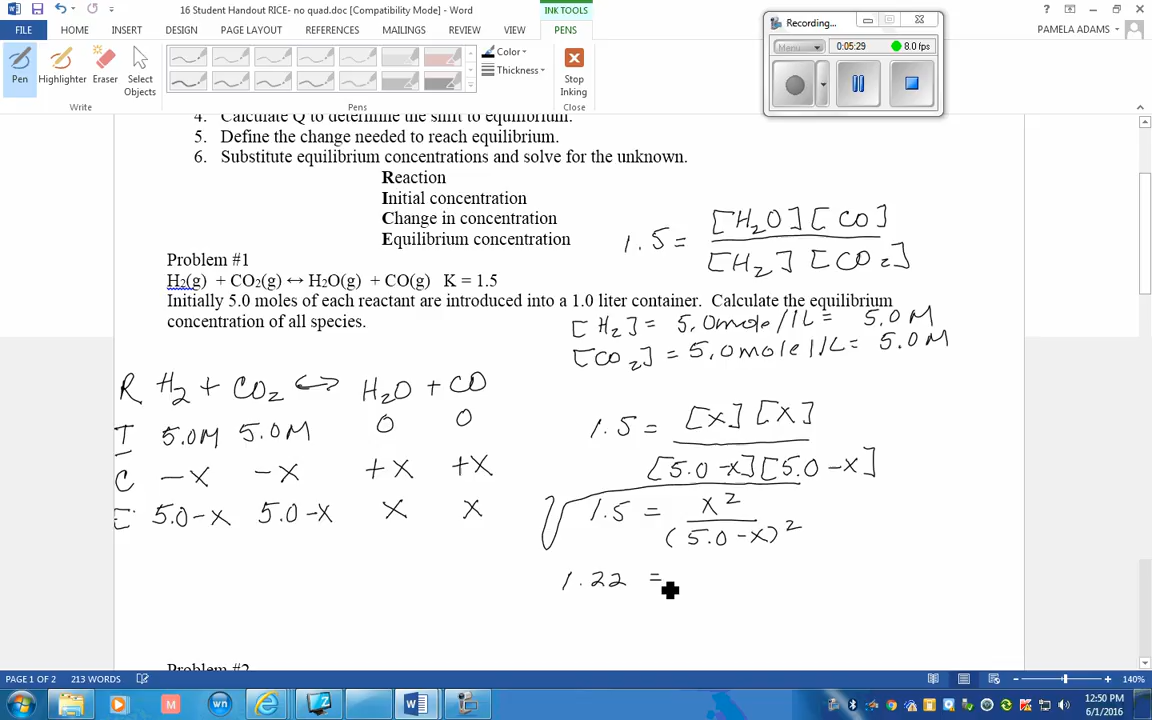 16 Student Handout RICE- no quad.doc [Compatibility Mode] - Word
INK TOOLS
FILE HOME INSERT DESIGN PAGE LAYOUT REFERENCES MAILINGS REVIEW VIEW PENS
PAMELA ADAMS
Recording...
Menu 0:05:29 8.0 fps
Pen Highlighter Eraser Select Objects
Color
Thickness
Stop Inking
Write Pens Close
4. Calculate Q to determine the shift to equilibrium.
5. Define the change needed to reach equilibrium.
6. Substitute equilibrium concentrations and solve for the unknown.
Reaction
Initial concentration
Change in concentration
Equilibrium concentration
1.5 = [H₂O][CO] / [H₂][CO₂]
Problem #1
H₂(g) + CO₂(g) ↔ H₂O(g) + CO(g) K = 1.5
Initially 5.0 moles of each reactant are introduced into a 1.0 liter container. Calculate the equilibrium
concentration of all species.
[H₂] = 5.0mole/1L = 5.0M
[CO₂] = 5.0mole/1L = 5.0M
R H₂ + CO₂ ↔ H₂O + CO
I 5.0M 5.0M 0 0
C -X -X +X +X
E 5.0-X 5.0-X X X
1.5 = [X][X] / [5.0-X][5.0-X]
√1.5 = X² / (5.0-X)²
1.22 =
Problem #2
PAGE 1 OF 2 213 WORDS 140%
12:50 PM
6/1/2016